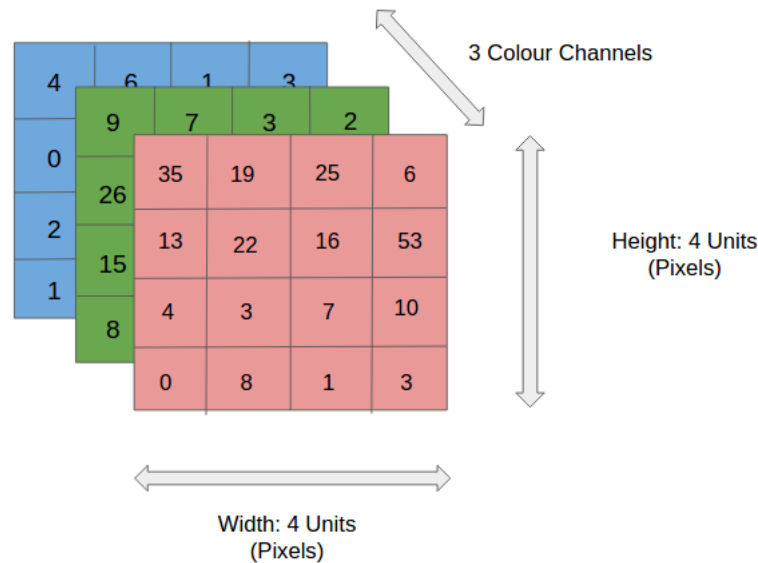 3 Colour Channels
4 6 1 3
9 7 3 2
0
35 19 25 6
26
2
13 22 16 53
Height: 4 Units
(Pixels)
15
1
4 3 7 10
8
0 8 1 3
Width: 4 Units
(Pixels)